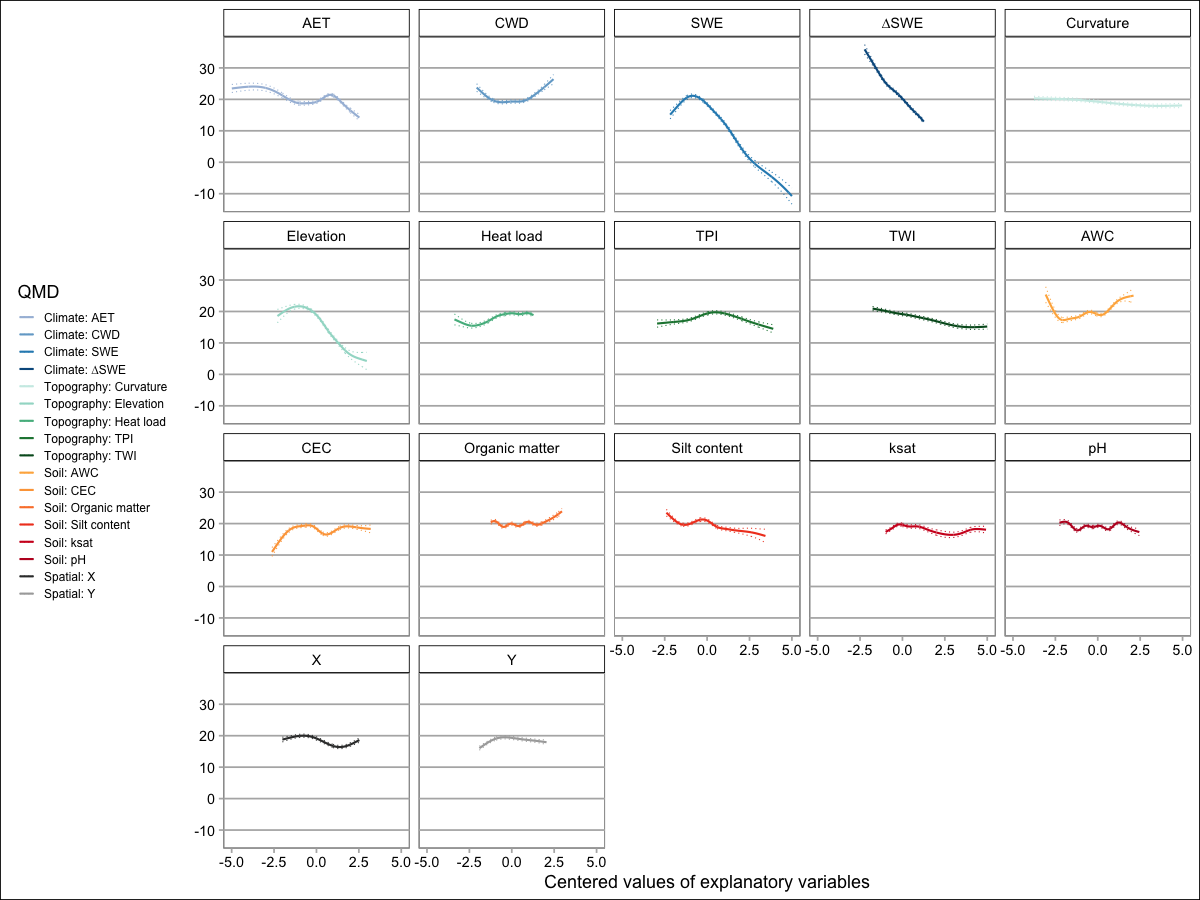 AET CWD SWE ΔSWE Curvature
30
20
10
0
-10
Elevation Heat load TPI TWI AWC
30
20
10
0
-10
QMD
Climate: AET
Climate: CWD
Climate: SWE
Climate: ΔSWE
Topography: Curvature
Topography: Elevation
Topography: Heat load
Topography: TPI
Topography: TWI
Soil: AWC
Soil: CEC
Soil: Organic matter
Soil: Silt content
Soil: ksat
Soil: pH
Spatial: X
Spatial: Y
CEC Organic matter Silt content ksat pH
30
20
10
0
-10
-5.0 -2.5 0.0 2.5 5.0 -5.0 -2.5 0.0 2.5 5.0 -5.0 -2.5 0.0 2.5 5.0
X Y
30
20
10
0
-10
-5.0 -2.5 0.0 2.5 5.0 -5.0 -2.5 0.0 2.5 5.0
Centered values of explanatory variables